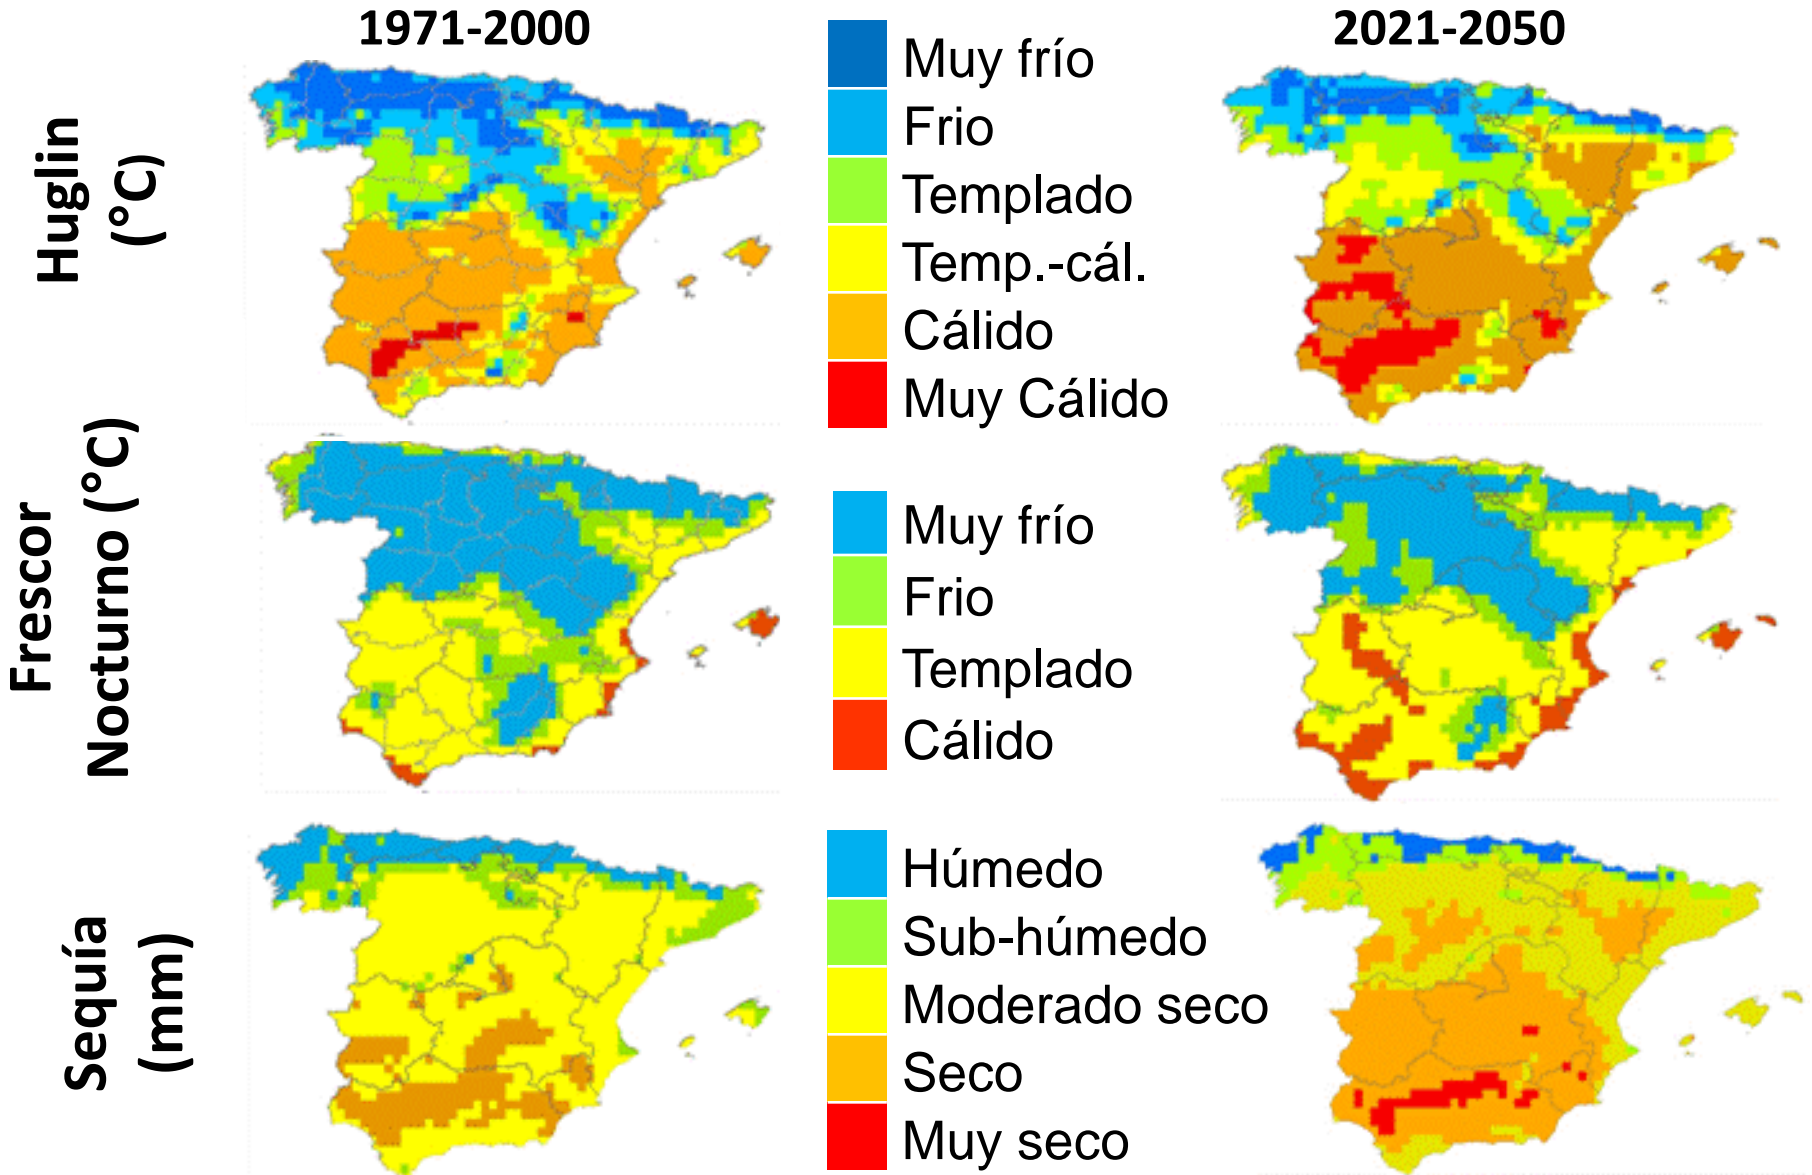 1971-2000
2021-2050
Huglin
(°C)
Muy frío
Frio
Templado
Temp.-cál.
Cálido
Muy Cálido
Frescor
Nocturno (°C)
Muy frío
Frio
Templado
Cálido
Sequía
(mm)
Húmedo
Sub-húmedo
Moderado seco
Seco
Muy seco